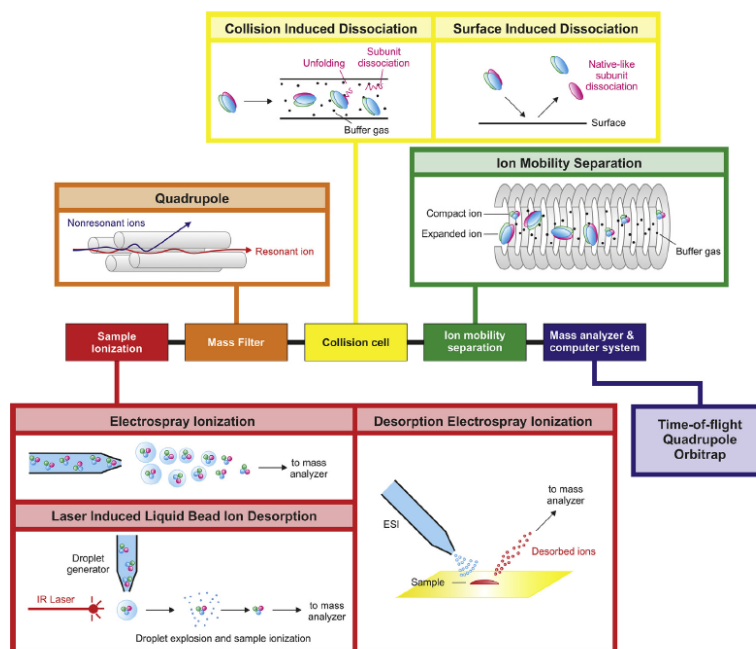 Collision Induced Dissociation
Surface Induced Dissociation
Unfolding
Subunit
dissociation
Buffer gas
Native-like
subunit
dissociation
Surface
Quadrupole
Nonresonant ions
Resonant ion
Ion Mobility Separation
Compact ion
Expanded ion
Buffer gas
Sample
Ionization
Mass Filter
Collision cell
Ion mobility
separation
Mass analyzer &
computer system
Electrospray Ionization
to mass
analyzer
Laser Induced Liquid Bead Ion Desorption
Droplet
generator
IR Laser
to mass
analyzer
Droplet explosion and sample ionization
Desorption Electrospray Ionization
ESI
to mass
analyzer
Desorbed ions
Sample
Time-of-flight
Quadrupole
Orbitrap